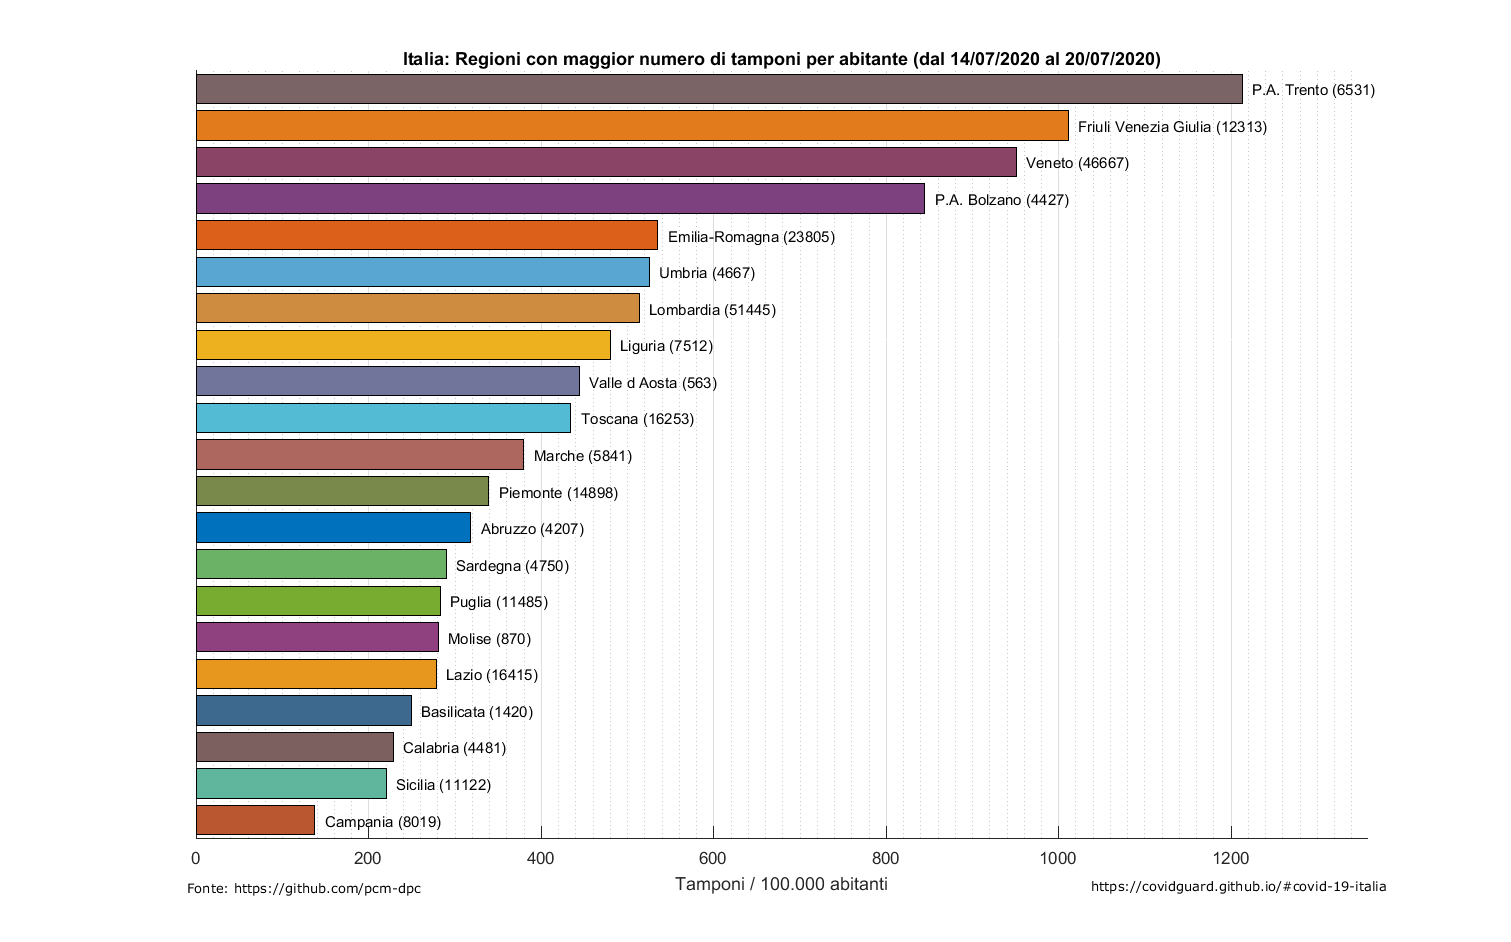 Italia: Regioni con maggior numero di tamponi per abitante (dal 14/07/2020 al 20/07/2020)
P.A. Trento (6531)
Friuli Venezia Giulia (12313)
Veneto (46667)
P.A. Bolzano (4427)
Emilia-Romagna (23805)
Umbria (4667)
Lombardia (51445)
Liguria (7512)
Valle d Aosta (563)
Toscana (16253)
Marche (5841)
Piemonte (14898)
Abruzzo (4207)
Sardegna (4750)
Puglia (11485)
Molise (870)
Lazio (16415)
Basilicata (1420)
Calabria (4481)
Sicilia (11122)
Campania (8019)
0 200 400 600 800 1000 1200
Tamponi / 100.000 abitanti
Fonte: https://github.com/pcm-dpc
https://covidguard.github.io/#covid-19-italia